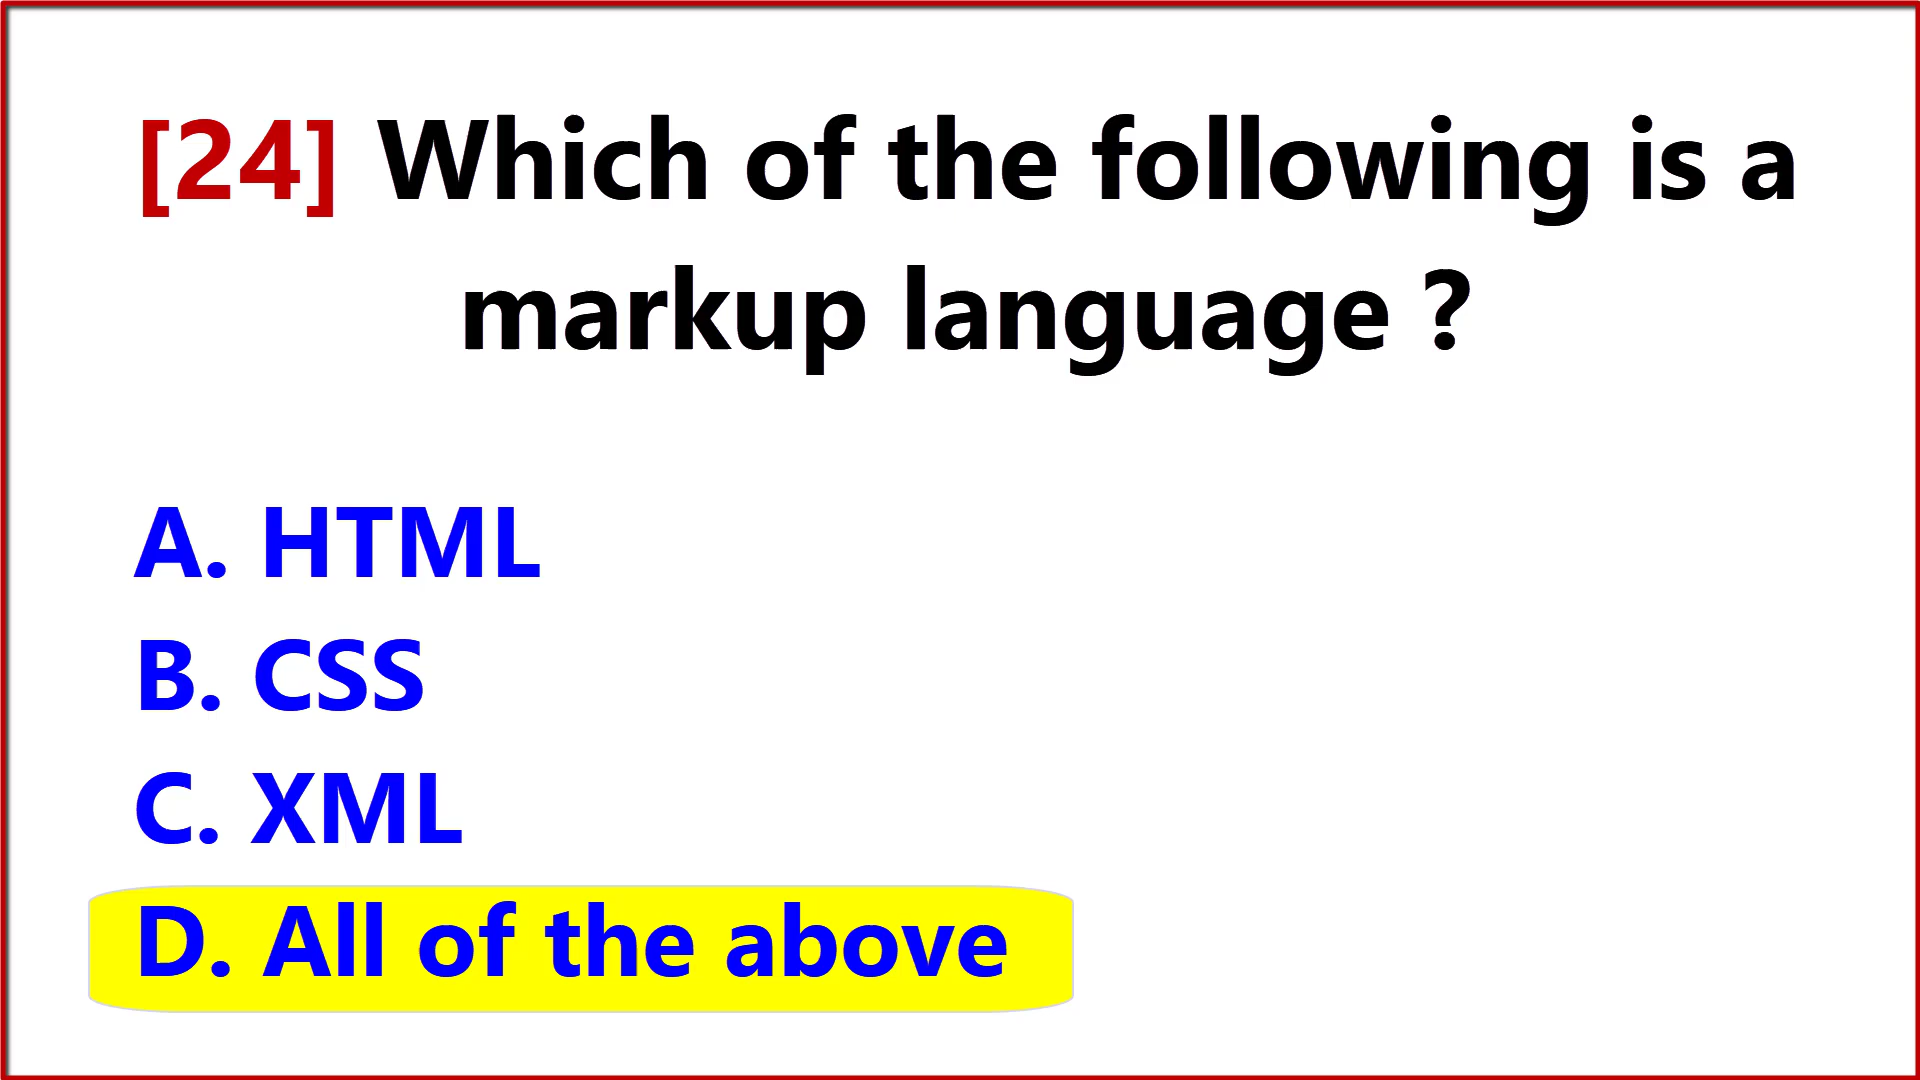 [24] Which of the following is a
markup language ?
A. HTML
B. CSS
C. XML
D. All of the above